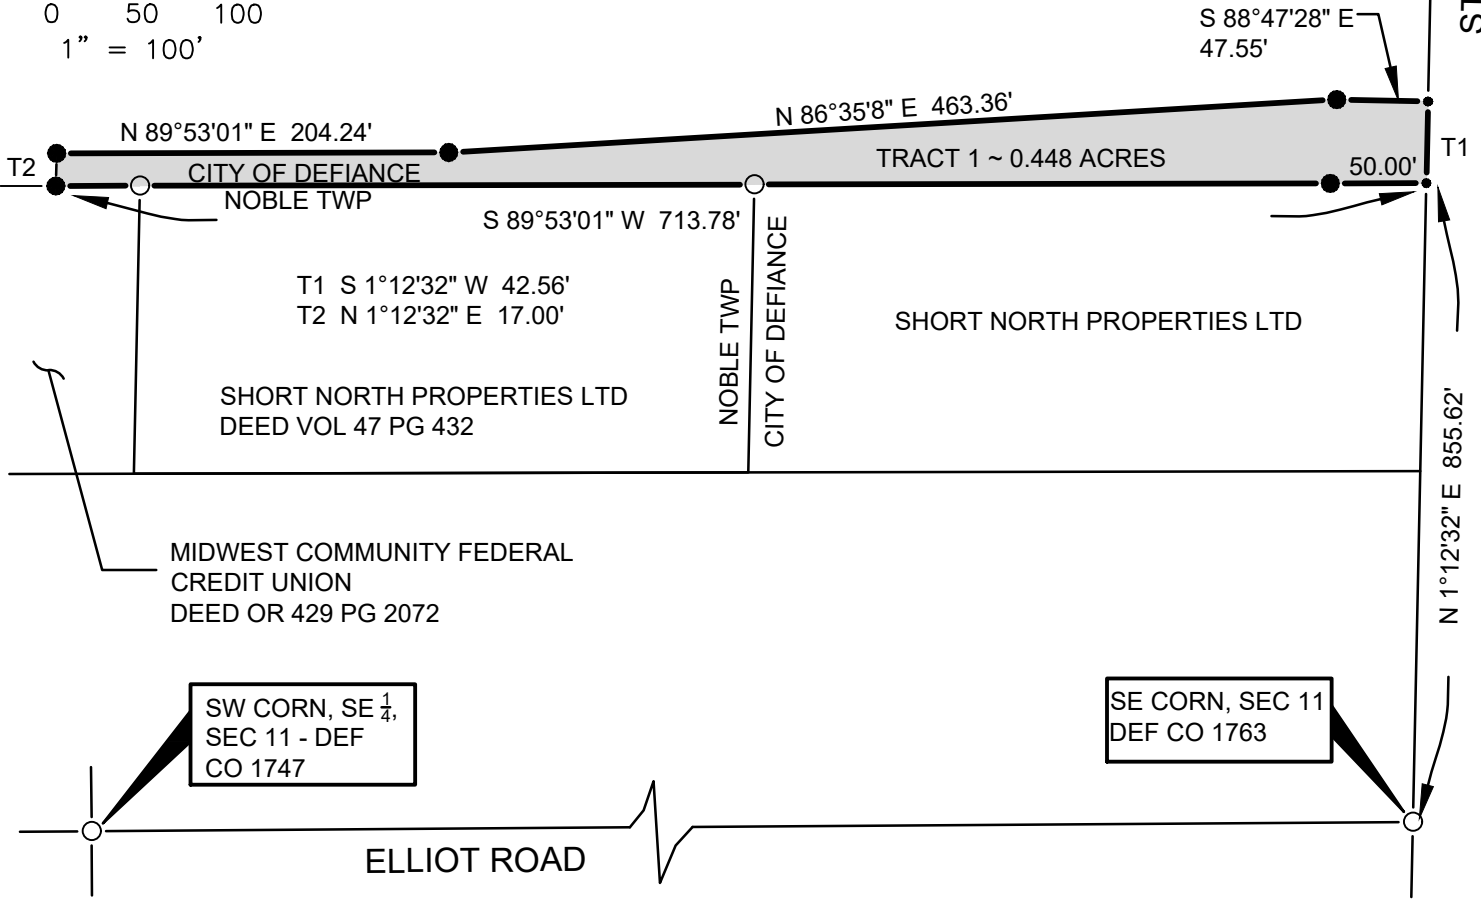 0 50 100
1" = 100'
S 88°47'28" E
47.55'
ST
N 89°53'01" E 204.24'
N 86°35'8" E 463.36'
T2
CITY OF DEFIANCE
NOBLE TWP
TRACT 1 ~ 0.448 ACRES
50.00'
T1
S 89°53'01" W 713.78'
T1 S 1°12'32" W 42.56'
T2 N 1°12'32" E 17.00'
NOBLE TWP
CITY OF DEFIANCE
SHORT NORTH PROPERTIES LTD
SHORT NORTH PROPERTIES LTD
DEED VOL 47 PG 432
N 1°12'32" E 855.62'
MIDWEST COMMUNITY FEDERAL
CREDIT UNION
DEED OR 429 PG 2072
SW CORN, SE 1/4,
SEC 11 - DEF
CO 1747
SE CORN, SEC 11
DEF CO 1763
ELLIOT ROAD